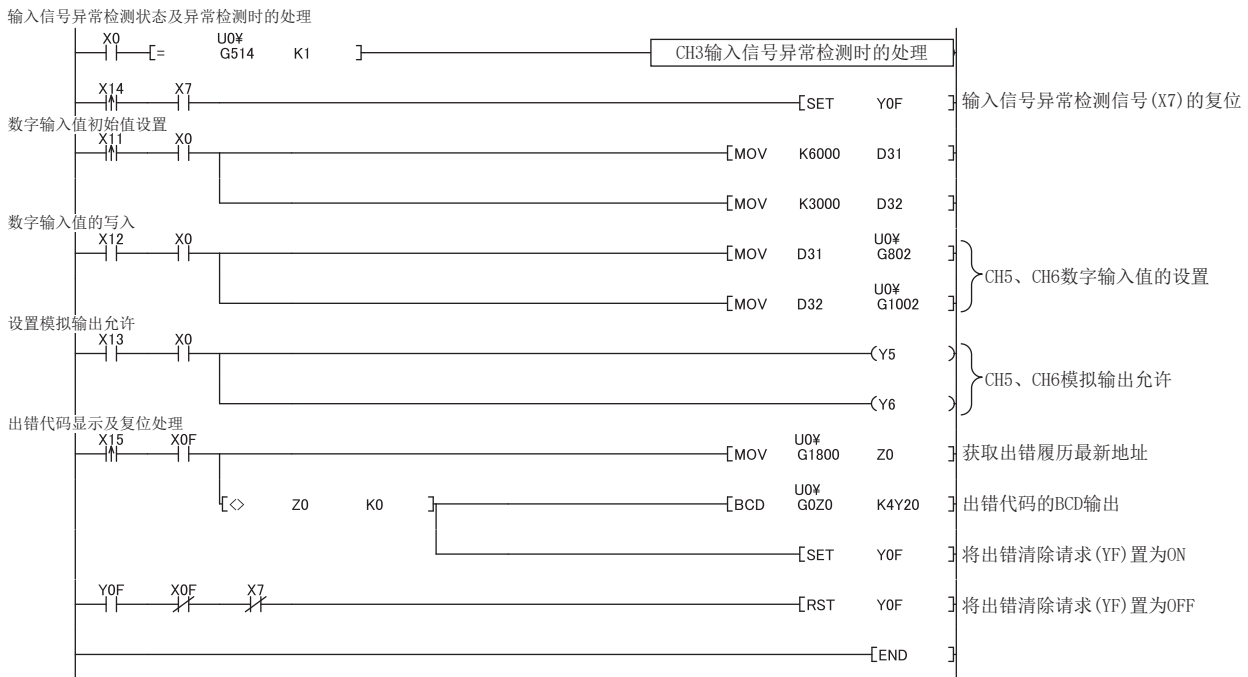 输入信号异常检测状态及异常检测时的处理
X0 [= U0¥ G514 K1 ] CH3输入信号异常检测时的处理
X14 X7 [SET Y0F ] 输入信号异常检测信号(X7)的复位
数字输入值初始值设置
X11 X0 [MOV K6000 D31 ]
[MOV K3000 D32 ]
数字输入值的写入
X12 X0 [MOV D31 U0¥ G802 ]
CH5、CH6数字输入值的设置
[MOV D32 U0¥ G1002 ]
设置模拟输出允许
X13 X0 (Y5 )
CH5、CH6模拟输出允许
(Y6 )
出错代码显示及复位处理
X15 X0F [MOV U0¥ G1800 Z0 ] 获取出错履历最新地址
[<> Z0 K0 ] [BCD U0¥ G0Z0 K4Y20 ] 出错代码的BCD输出
[SET Y0F ] 将出错清除请求(YF)置为ON
Y0F X0F X7 [RST Y0F ] 将出错清除请求(YF)置为OFF
[END ]